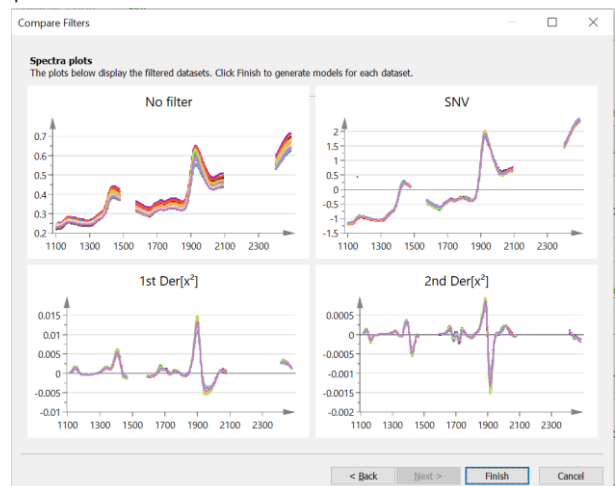 Compare Filters
Spectra plots
The plots below display the filtered datasets. Click Finish to generate models for each dataset.
No filter
0.7
0.6
0.5
0.4
0.3
0.2
1100 1300 1500 1700 1900 2100 2300
SNV
2
1.5
1
0.5
0
-0.5
-1
-1.5
1100 1300 1500 1700 1900 2100 2300
1st Der[x²]
0.015
0.01
0.005
0
-0.005
-0.01
1100 1300 1500 1700 1900 2100 2300
2nd Der[x²]
0.0005
0
-0.0005
-0.001
-0.0015
-0.002
1100 1300 1500 1700 1900 2100 2300
< Back Next > Finish Cancel